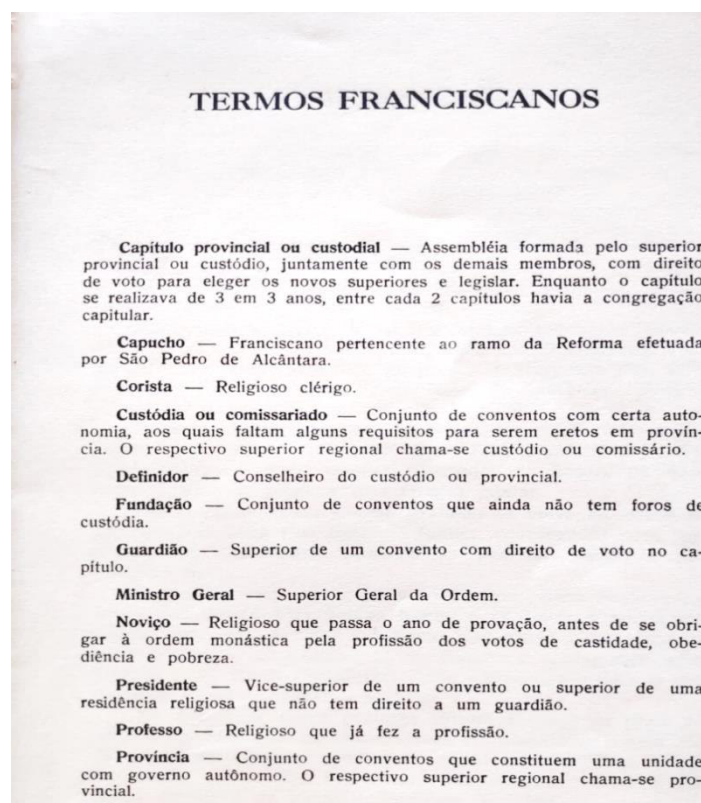 TERMOS FRANCISCANOS
Capítulo provincial ou custodial — Assembléia formada pelo superior
provincial ou custódio, juntamente com os demais membros, com direito
de voto para eleger os novos superiores e legislar. Enquanto o capítulo
se realizava de 3 em 3 anos, entre cada 2 capítulos havia a congregação
capitular.
Capucho — Franciscano pertencente ao ramo da Reforma efetuada
por São Pedro de Alcântara.
Corista — Religioso clérigo.
Custódia ou comissariado — Conjunto de conventos com certa auto-
nomia, aos quais faltam alguns requisitos para serem eretos em provín-
cia. O respectivo superior regional chama-se custódio ou comissário.
Definidor — Conselheiro do custódio ou provincial.
Fundação — Conjunto de conventos que ainda não tem foros de
custódia.
Guardião — Superior de um convento com direito de voto no ca-
pítulo.
Ministro Geral — Superior Geral da Ordem.
Noviço — Religioso que passa o ano de provação, antes de se obri-
gar à ordem monástica pela profissão dos votos de castidade, obe-
diência e pobreza.
Presidente — Vice-superior de um convento ou superior de uma
residência religiosa que não tem direito a um guardião.
Professo — Religioso que já fez a profissão.
Província — Conjunto de conventos que constituem uma unidade
com governo autônomo. O respectivo superior regional chama-se pro-
vincial.